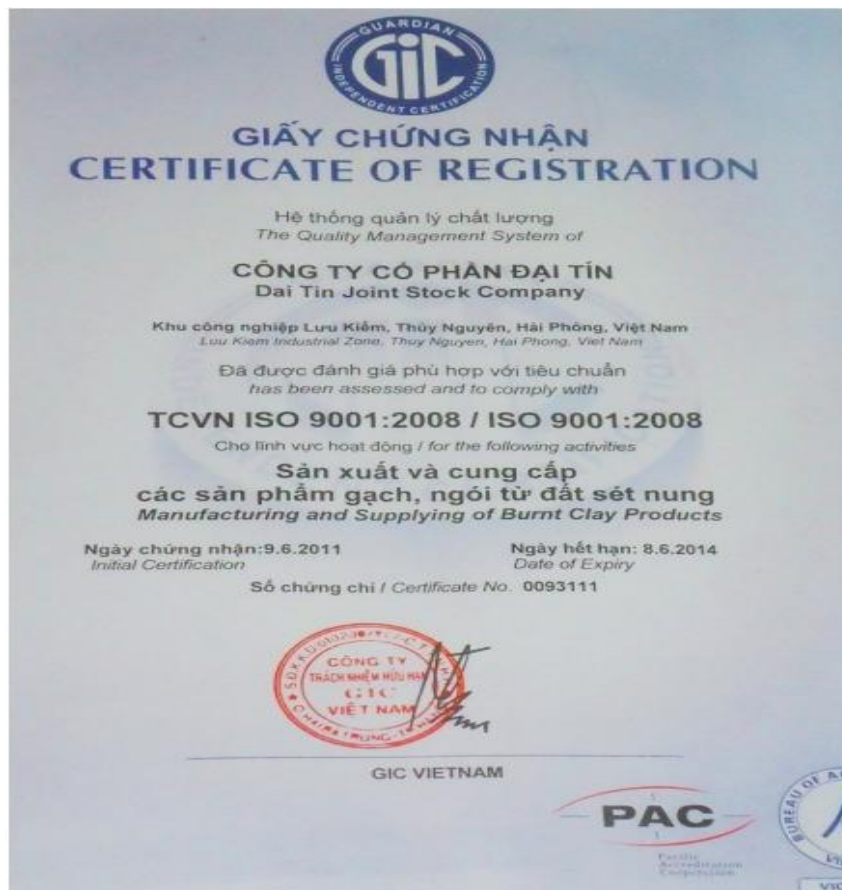 GUARDIAN
GIC
INDEPENDENT CERTIFICATION
GIẤY CHỨNG NHẬN
CERTIFICATE OF REGISTRATION
Hệ thống quản lý chất lượng
The Quality Management System of
CÔNG TY CỔ PHẦN ĐẠI TÍN
Dai Tin Joint Stock Company
Khu công nghiệp Lưu Kiếm, Thủy Nguyên, Hải Phòng, Việt Nam
Luu Kiem Industrial Zone, Thuy Nguyen, Hai Phong, Viet Nam
Đã được đánh giá phù hợp với tiêu chuẩn
has been assessed and to comply with
TCVN ISO 9001:2008 / ISO 9001:2008
Cho lĩnh vực hoạt động / for the following activities
Sản xuất và cung cấp
các sản phẩm gạch, ngói từ đất sét nung
Manufacturing and Supplying of Burnt Clay Products
Ngày chứng nhận:9.6.2011 Ngày hết hạn: 8.6.2014
Initial Certification Date of Expiry
Số chứng chỉ / Certificate No. 0093111
CÔNG TY
TRÁCH NHIỆM HỮU HẠN
GIC
VIỆT NAM
GIC VIETNAM
PAC
Pacific
Accreditation
Cooperation
BUREAU OF